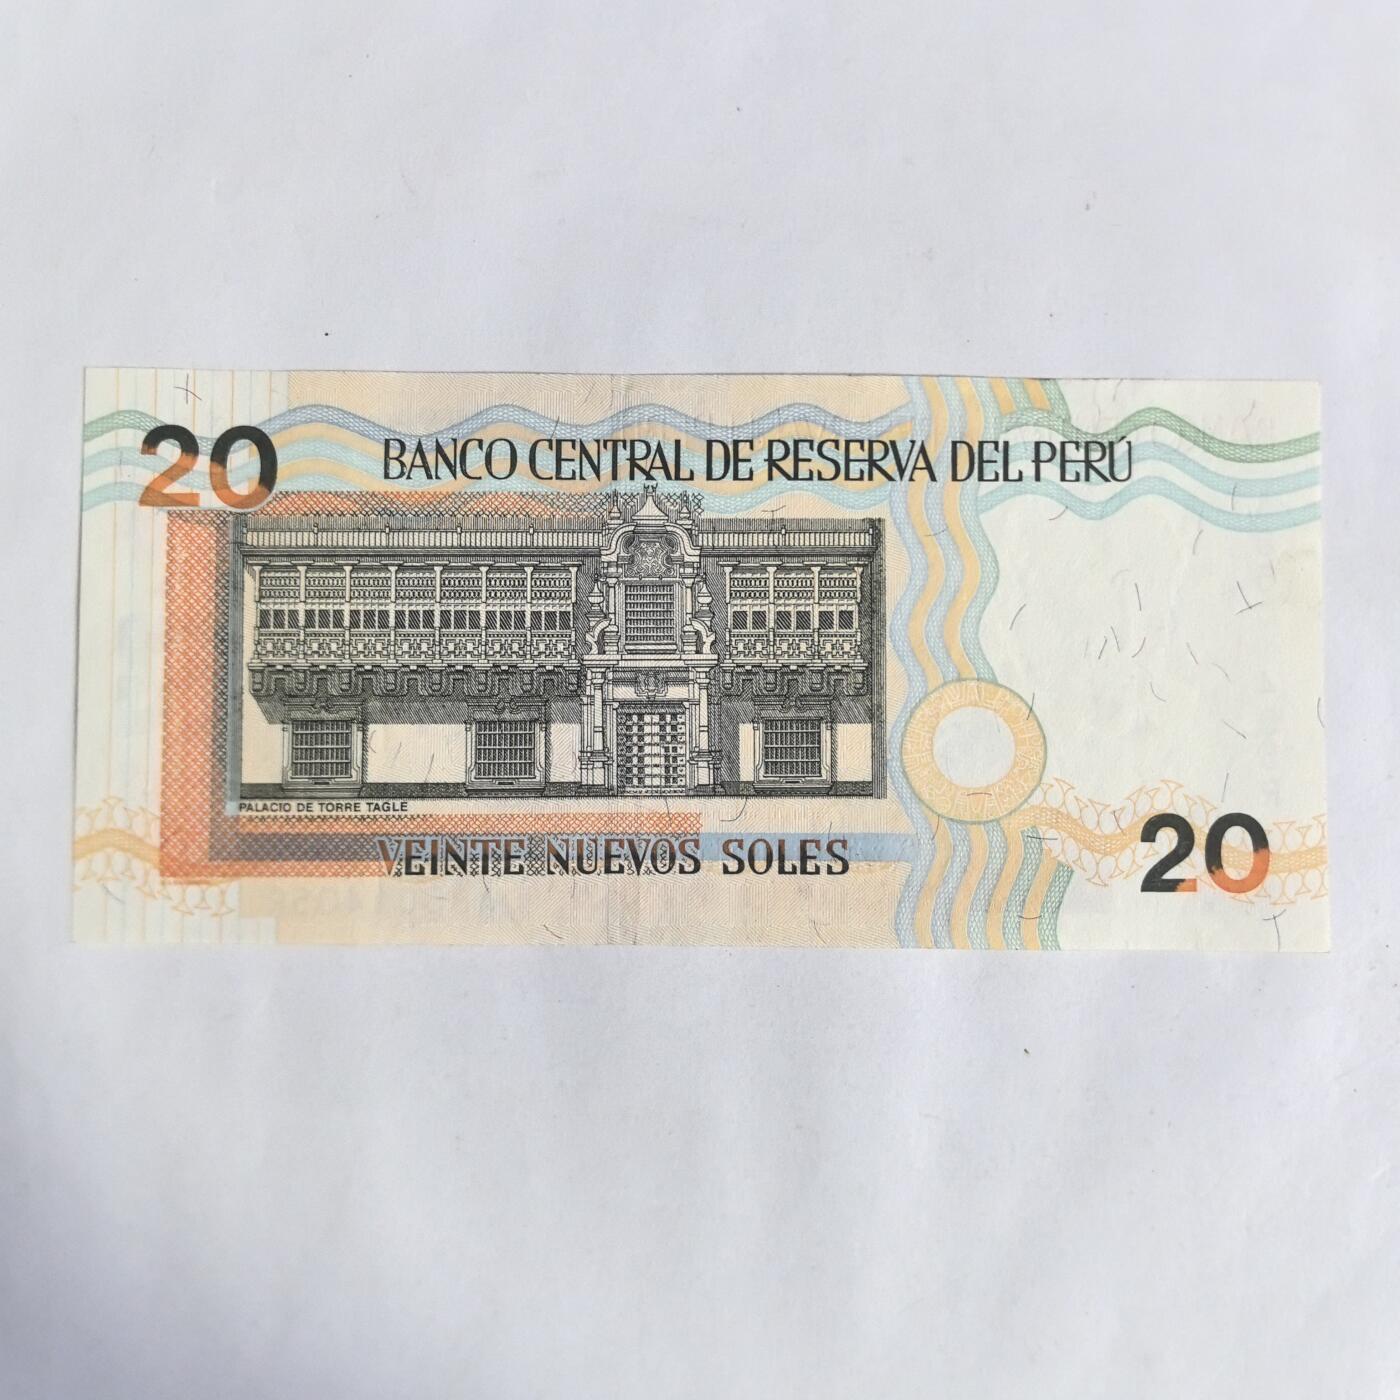 20
BANCO CENTRAL DE RESERVA DEL PERÚ
PALACIO DE TORRE TAGLE
VEINTE NUEVOS SOLES
20